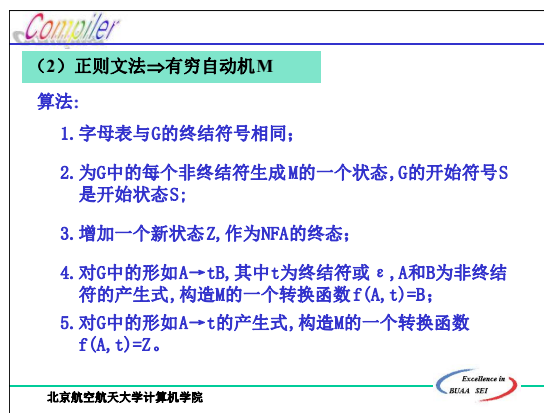 Compiler
（2）正则文法⇒有穷自动机M
算法:
1.字母表与G的终结符号相同；
2.为G中的每个非终结符生成M的一个状态,G的开始符号S
是开始状态S;
3.增加一个新状态Z,作为NFA的终态；
4.对G中的形如A→tB,其中t为终结符或ε,A和B为非终结
符的产生式,构造M的一个转换函数f(A,t)=B；
5.对G中的形如A→t的产生式,构造M的一个转换函数
f(A,t)=Z。
北京航空航天大学计算机学院
Excellence in
BUAA SEI